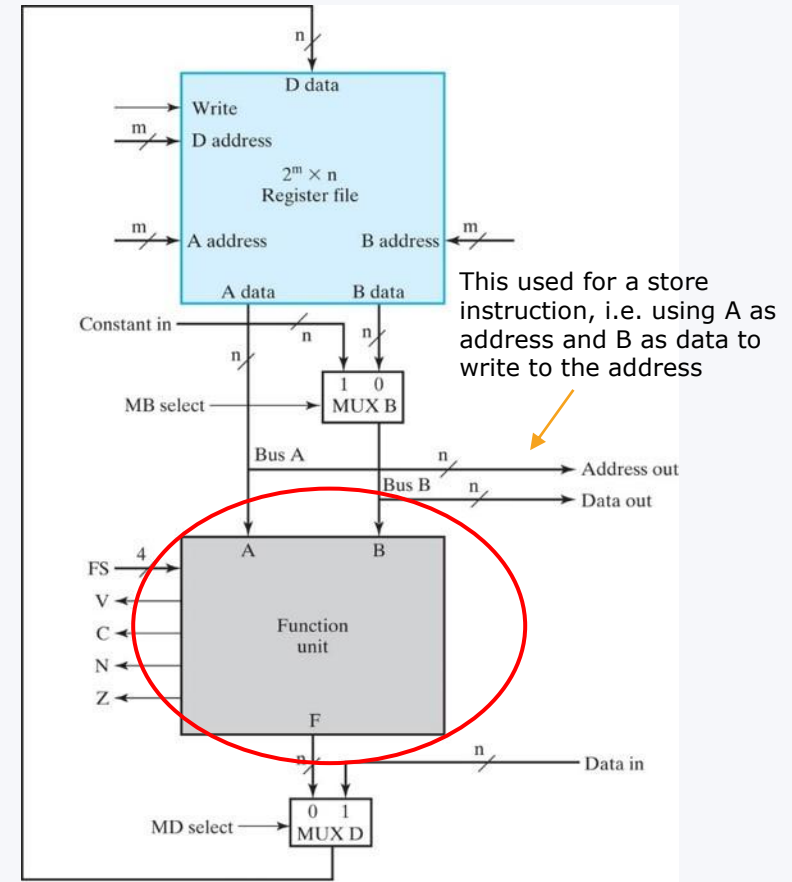 n
D data
Write
m
D address
2ᵐ × n
Register file
m
A address
B address
m
A data
B data
This used for a store
instruction, i.e. using A as
address and B as data to
write to the address
Constant in
n
n
n
1 0
MB select
MUX B
Bus A
n
Address out
Bus B
n
Data out
A
B
4
FS
V
C
N
Z
Function
unit
F
n
n
Data in
0 1
MD select
MUX D